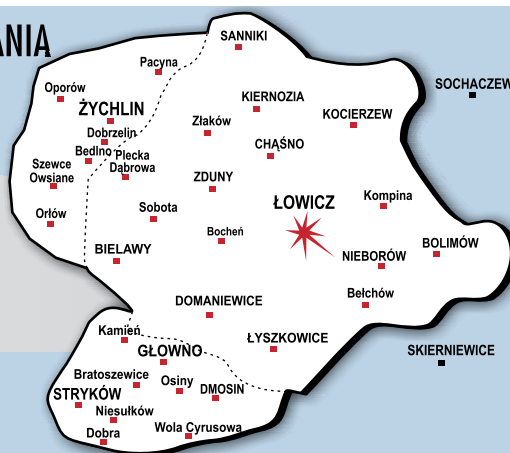 ANIA
SANNIKI
Pacyna
Oporów
SOCHACZEW
KIERNOZIA
ŻYCHLIN
KOCIERZEW
Złaków
Dobrzelin
CHĄŚNO
Bedlno
Plecka
Dąbrowa
Szewce
Owsiane
ZDUNY
Kompina
ŁOWICZ
Orłów
Sobota
Bocheń
BOLIMÓW
BIELAWY
NIEBORÓW
Bełchów
DOMANIEWICE
Kamień
ŁYSZKOWICE
GŁOWNO
SKIERNIEWICE
Bratoszewice
Osiny
DMOSIN
STRYKÓW
Niesułków
Wola Cyrusową
Dobra